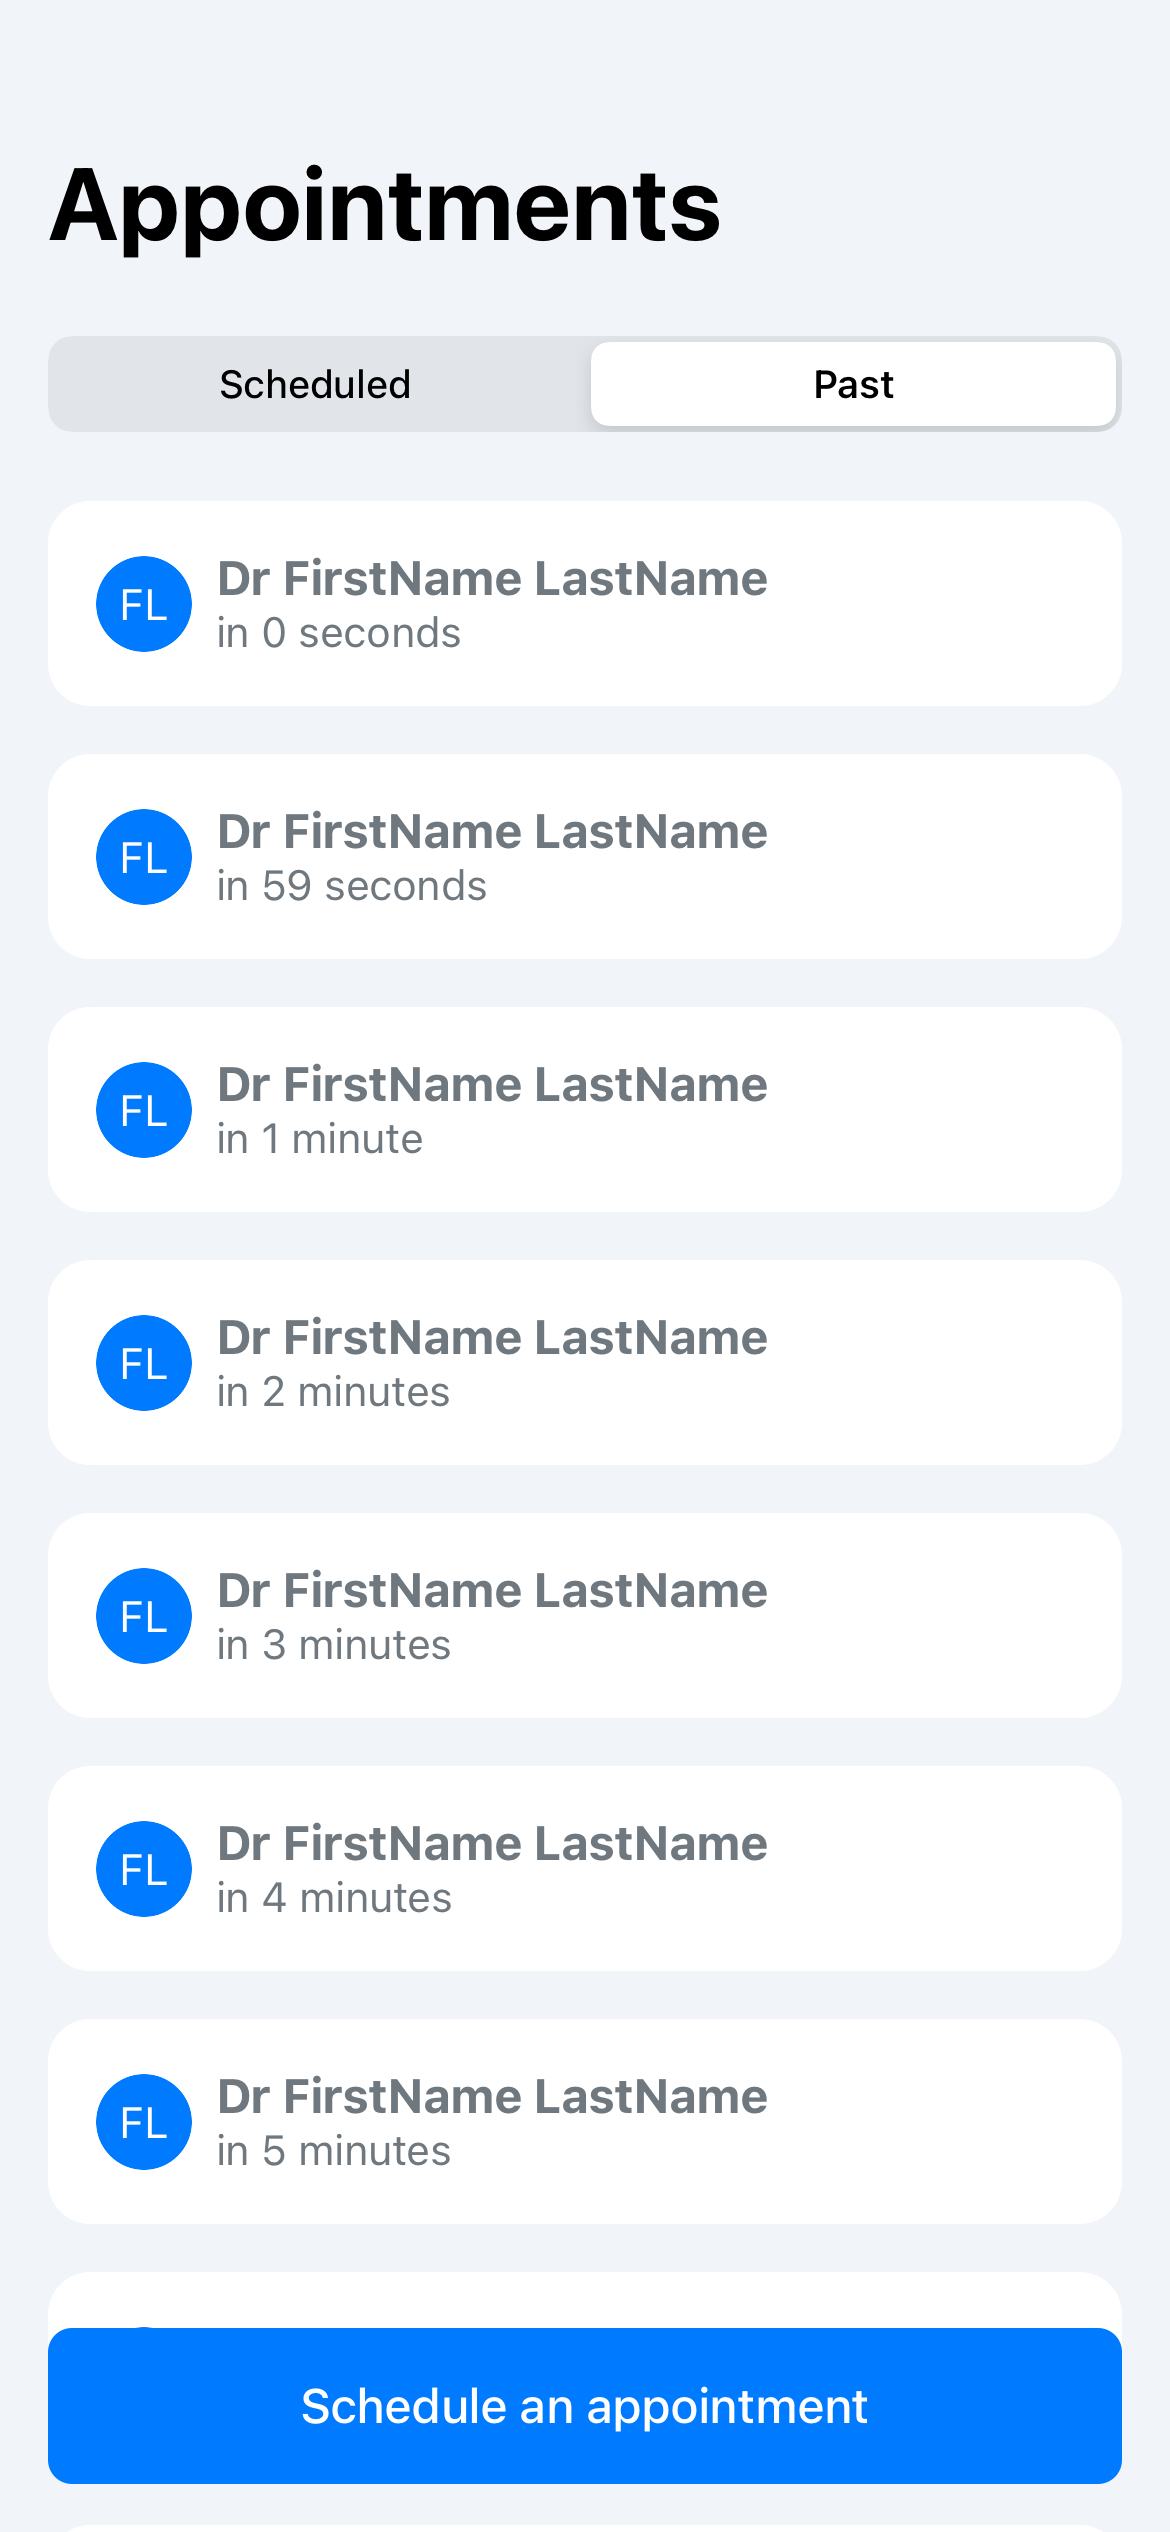 Appointments
Scheduled
Past
FL
Dr FirstName LastName
in 0 seconds
FL
Dr FirstName LastName
in 59 seconds
FL
Dr FirstName LastName
in 1 minute
FL
Dr FirstName LastName
in 2 minutes
FL
Dr FirstName LastName
in 3 minutes
FL
Dr FirstName LastName
in 4 minutes
FL
Dr FirstName LastName
in 5 minutes
Schedule an appointment